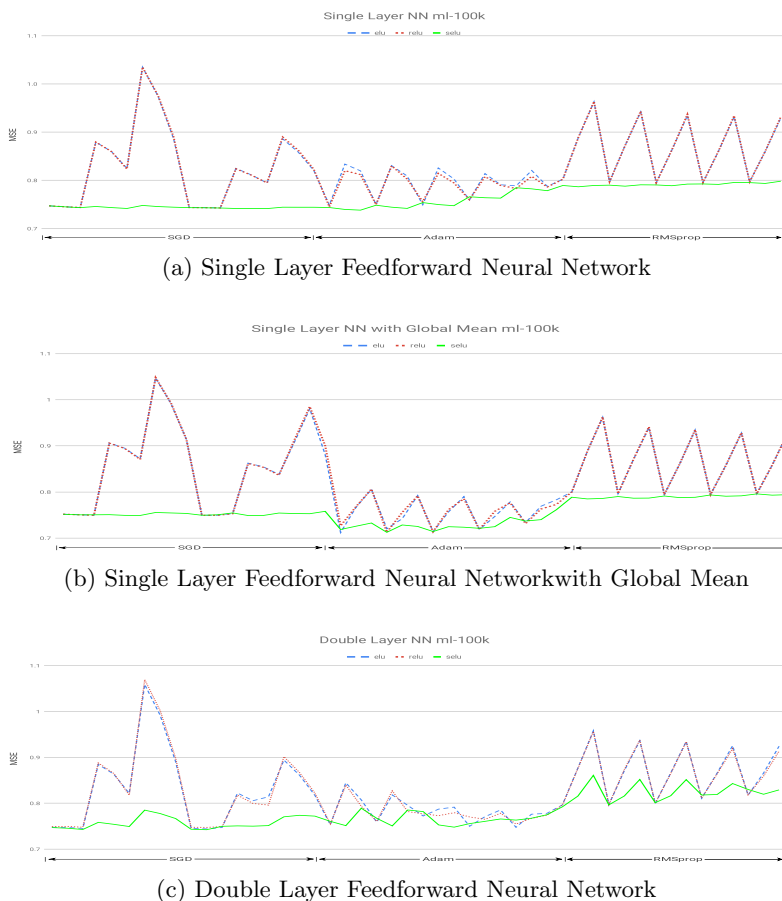 Single Layer NN ml-100k
elu relu selu
1.1
1.0
0.9
0.8
0.7
MSE
SGD Adam RMSprop
(a) Single Layer Feedforward Neural Network
Single Layer NN with Global Mean ml-100k
elu relu selu
1.1
1
0.9
0.8
0.7
MSE
SGD Adam RMSprop
(b) Single Layer Feedforward Neural Networkwith Global Mean
Double Layer NN ml-100k
elu relu selu
1.1
1
0.9
0.8
0.7
MSE
SGD Adam RMSprop
(c) Double Layer Feedforward Neural Network